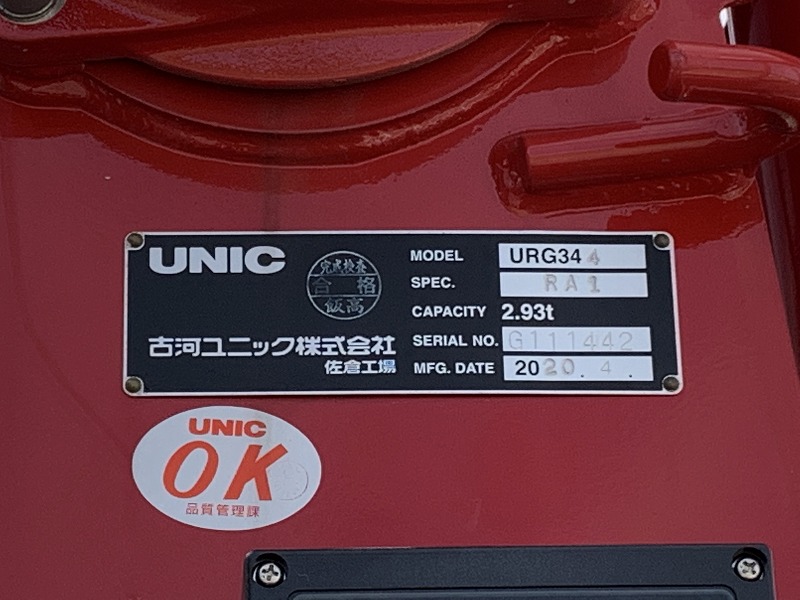 UNIC
完成検査
合格
飯高
古河ユニック株式会社
佐倉工場
MODEL URG344
SPEC. RA1
CAPACITY 2.93t
SERIAL NO. G111442
MFG. DATE 2020. 4.
UNIC
OK
品質管理課